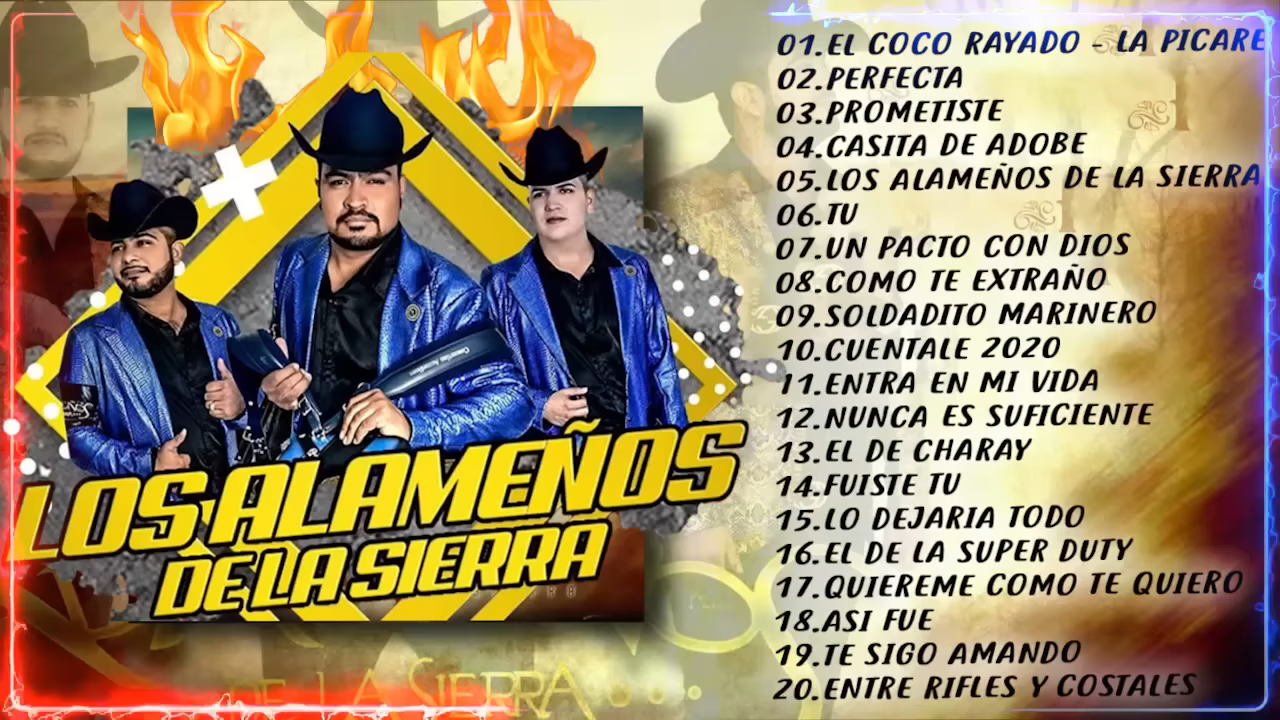 LOS ALAMEÑOS
DE LA SIERRA
01.EL COCO RAYADO - LA PICARE
02.PERFECTA
03.PROMETISTE
04.CASITA DE ADOBE
05.LOS ALAMEÑOS DE LA SIERRA
06.TU
07.UN PACTO CON DIOS
08.COMO TE EXTRAÑO
09.SOLDADITO MARINERO
10.CUENTALE 2020
11.ENTRA EN MI VIDA
12.NUNCA ES SUFICIENTE
13.EL DE CHARAY
14.FUISTE TU
15.LO DEJARIA TODO
16.EL DE LA SUPER DUTY
17.QUIEREME COMO TE QUIERO
18.ASI FUE
19.TE SIGO AMANDO
20.ENTRE RIFLES Y COSTALES
DE LA SIERRA